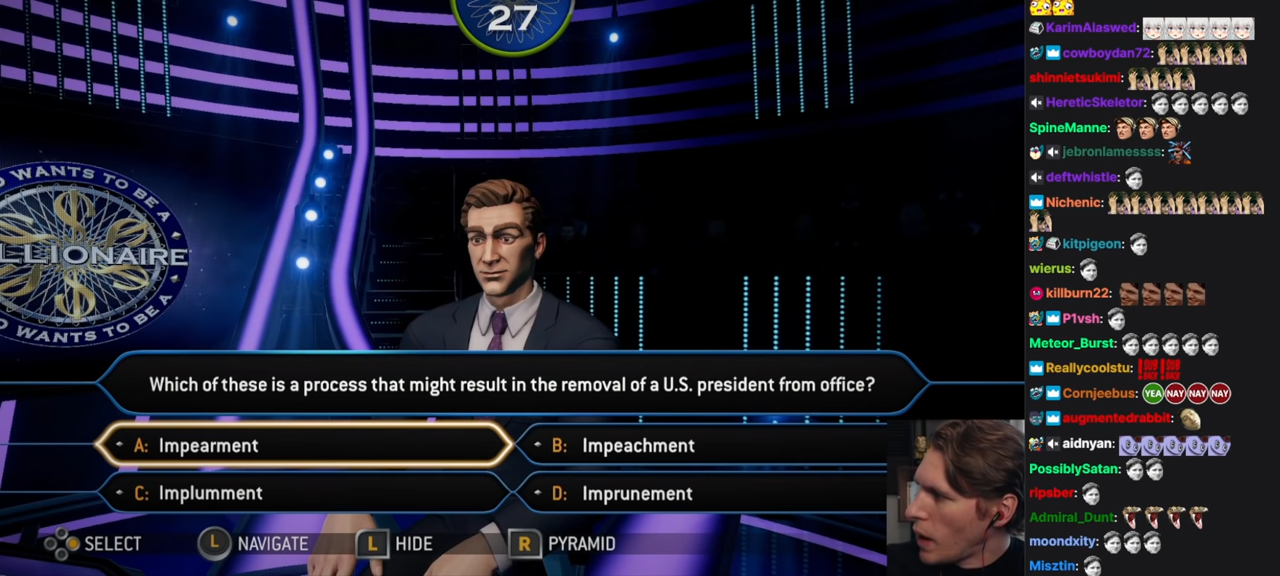 27
O WANTS TO BE A
LLIONAIRE
O WANTS TO BE A
Which of these is a process that might result in the removal of a U.S. president from office?
A: Impearment
B: Impeachment
C: Implumment
D: Imprunement
SELECT
L NAVIGATE
L HIDE
R PYRAMID
KarimAlaswed:
cowboydan72:
shinnietsukimi:
HereticSkeletor:
SpineManne:
jebronlamessss:
deftwhistle:
Nichenic:
kitpigeon:
wierus:
killburn22:
P1vsh:
Meteor_Burst:
Reallycoolstu:
Cornjeebus: YEA NAY NAY NAY
augmentedrabbit:
aidnyan:
PossiblySatan:
ripsber:
Admiral_Dunt:
moondxity:
Misztin: